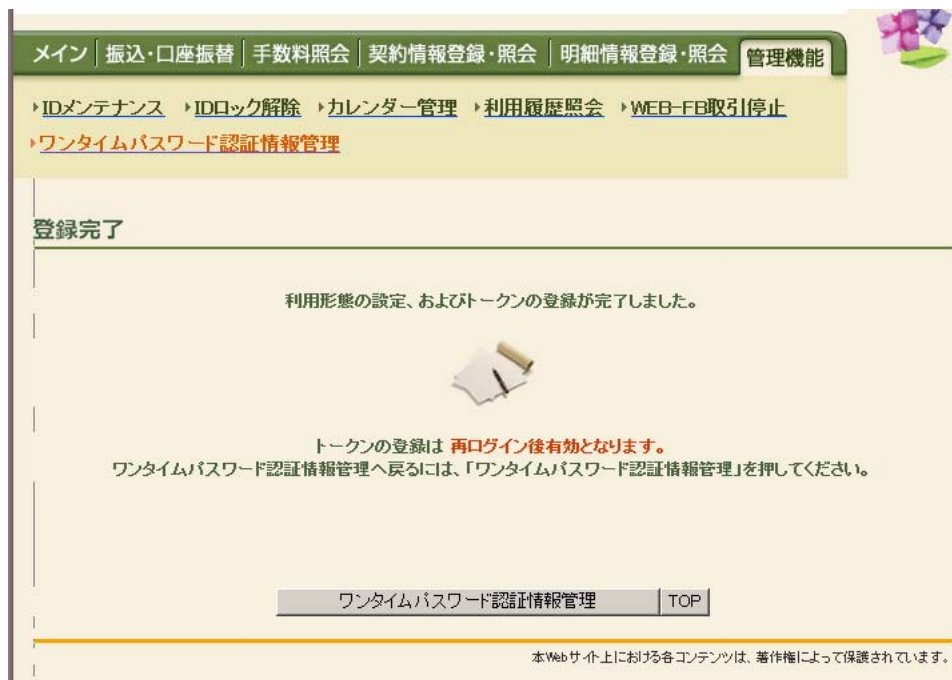 メイン 振込・口座振替 手数料照会 契約情報登録・照会 明細情報登録・照会 管理機能
IDメンテナンス IDロック解除 カレンダー管理 利用履歴照会 WEB-FB取引停止
ワンタイムパスワード認証情報管理
登録完了
利用形態の設定、およびトークンの登録が完了しました。
トークンの登録は 再ログイン後有効となります。
ワンタイムパスワード認証情報管理へ戻るには、「ワンタイムパスワード認証情報管理」を押してください。
ワンタイムパスワード認証情報管理 TOP
本Webサイト上における各コンテンツは、著作権によって保護されています。